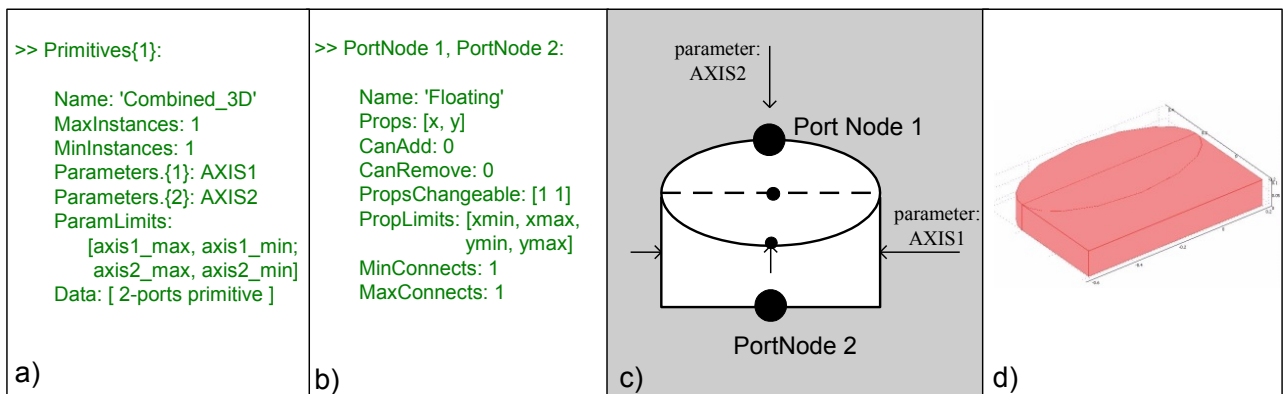 >> Primitives{1}:
Name: 'Combined_3D'
MaxInstances: 1
MinInstances: 1
Parameters.{1}: AXIS1
Parameters.{2}: AXIS2
ParamLimits:
[axis1_max, axis1_min;
axis2_max, axis2_min]
Data: [ 2-ports primitive ]
a)
>> PortNode 1, PortNode 2:
Name: 'Floating'
Props: [x, y]
CanAdd: 0
CanRemove: 0
PropsChangeable: [1 1]
PropLimits: [xmin, xmax,
ymin, ymax]
MinConnects: 1
MaxConnects: 1
b)
parameter:
AXIS2
Port Node 1
parameter:
AXIS1
PortNode 2
c)
d)